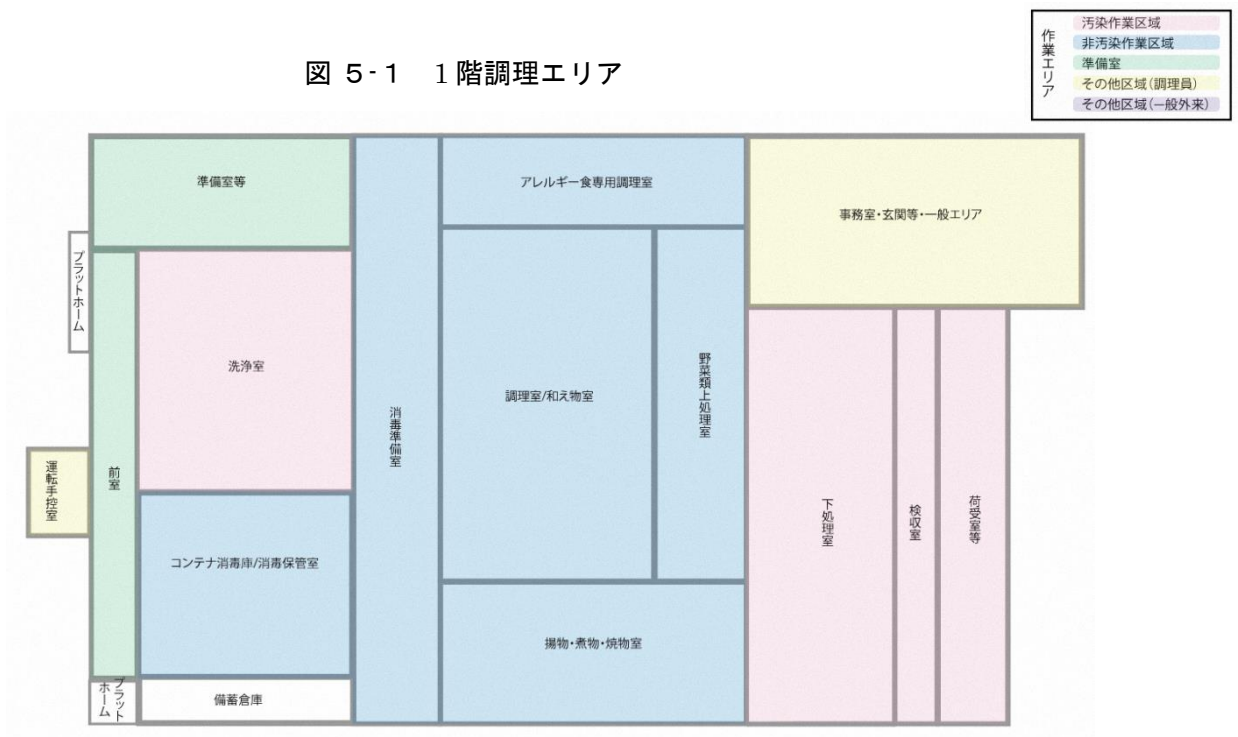 図 5-1 1階調理エリア
作業エリア
汚染作業区域
非汚染作業区域
準備室
その他区域(調理員)
その他区域(一般外来)
準備室等
アレルギー食専用調理室
事務室・玄関等・一般エリア
プラットホーム
洗浄室
調理室/和え物室
野菜類上処理室
消毒準備室
運転手控室
前室
下処理室
検収室
荷受室等
コンテナ消毒庫/消毒保管室
揚物・煮物・焼物室
プラット
ホーム
備蓄倉庫